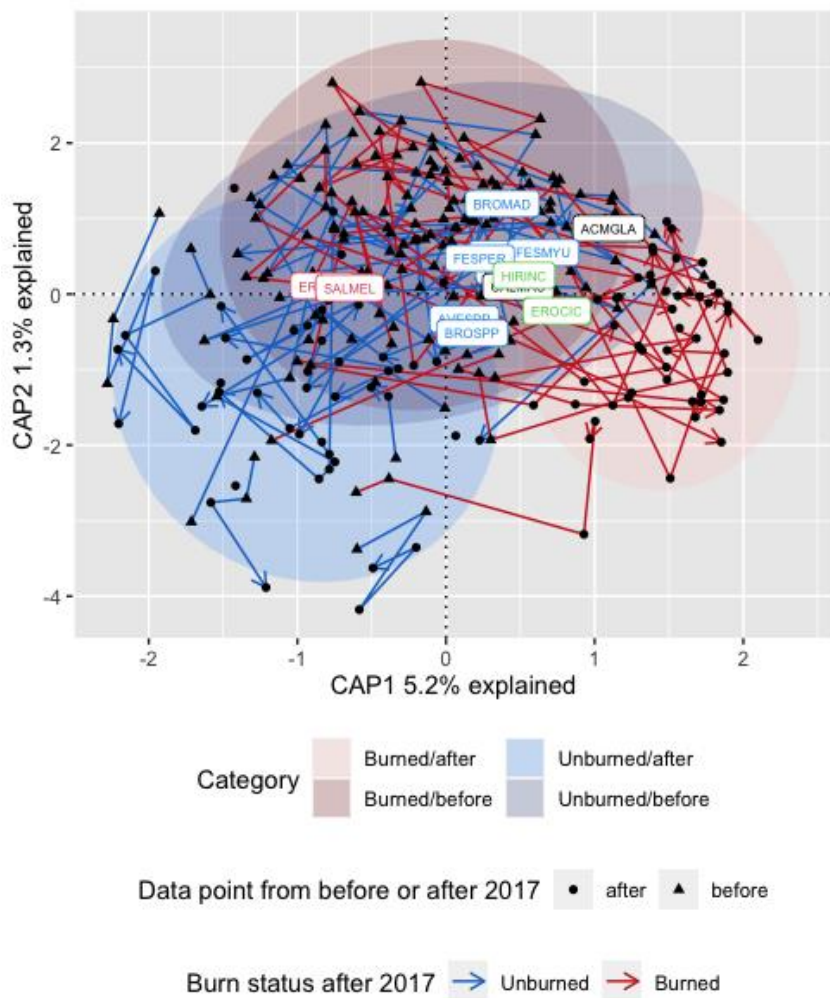 CAP2 1.3% explained
2
0
-2
-4
BROMAD
ACMGLA
FESMYU
FESPER
HIRINC
SALMEL
EROCIC
BROSPP
-2
-1
0
1
2
CAP1 5.2% explained
Category
Burned/after
Unburned/after
Burned/before
Unburned/before
Data point from before or after 2017
after
before
Burn status after 2017
Unburned
Burned